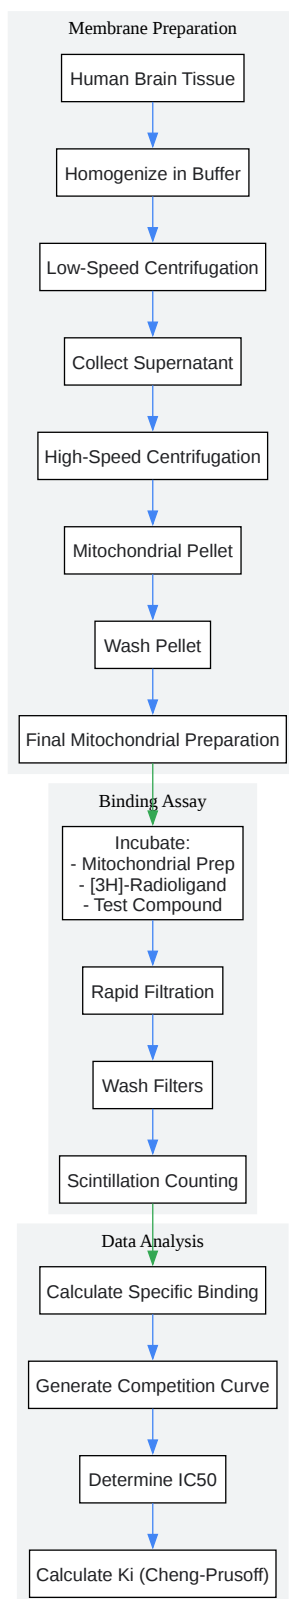 Membrane Preparation
Human Brain Tissue
Homogenize in Buffer
Low-Speed Centrifugation
Collect Supernatant
High-Speed Centrifugation
Mitochondrial Pellet
Wash Pellet
Final Mitochondrial Preparation
Binding Assay
Incubate:
- Mitochondrial Prep
- [3H]-Radioligand
- Test Compound
Rapid Filtration
Wash Filters
Scintillation Counting
Data Analysis
Calculate Specific Binding
Generate Competition Curve
Determine IC50
Calculate Ki (Cheng-Prusoff)